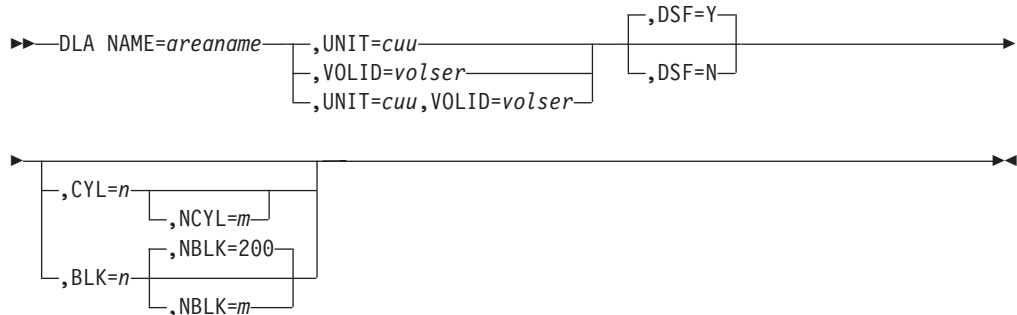 ,DSF=Y
DLA NAME=areaname ,UNIT=cuu
,VOLID=volser ,DSF=N
,UNIT=cuu,VOLID=volser
,CYL=n
,NCYL=m
,NBLK=200
,BLK=n
,NBLK=m